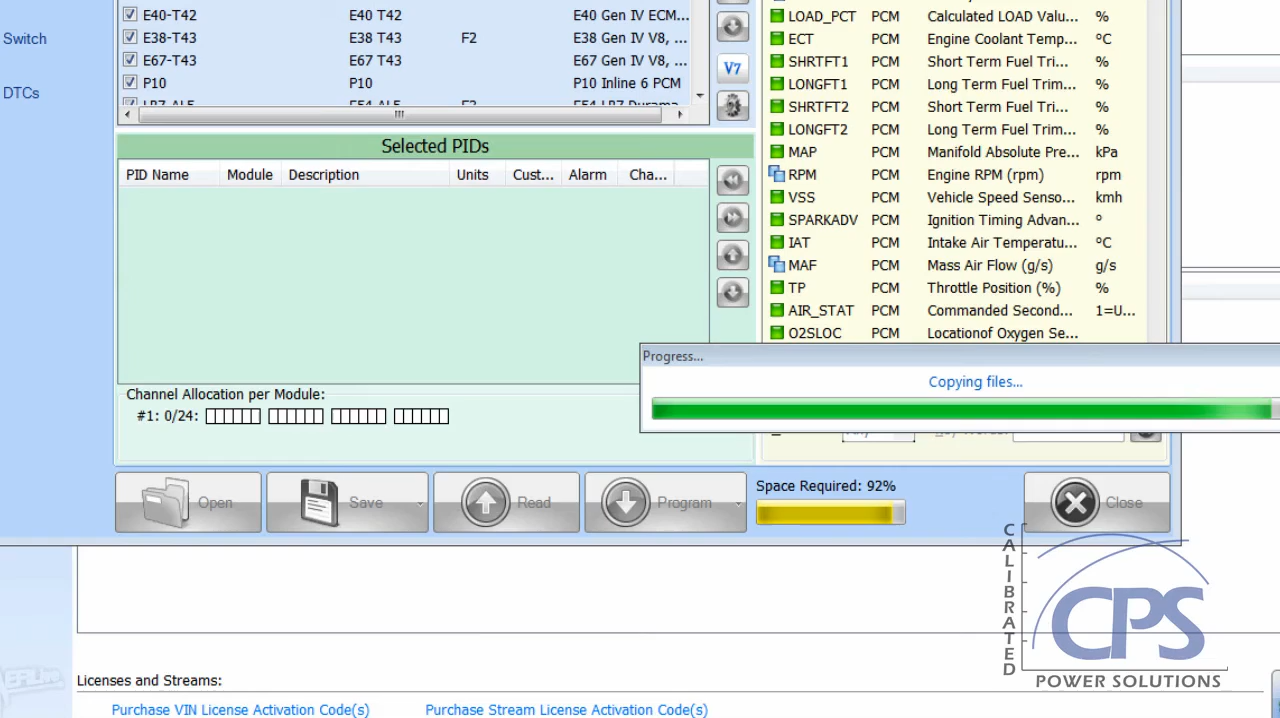 Switch
DTCs
E40-T42 E40 T42 E40 Gen IV ECM...
E38-T43 E38 T43 F2 E38 Gen IV V8, ...
E67-T43 E67 T43 E67 Gen IV V8, ...
P10 P10 P10 Inline 6 PCM
V7
Selected PIDs
PID Name Module Description Units Cust... Alarm Cha...
LOAD_PCT PCM Calculated LOAD Valu... %
ECT PCM Engine Coolant Temp... ºC
SHRTFT1 PCM Short Term Fuel Tri... %
LONGFT1 PCM Long Term Fuel Trim... %
SHRTFT2 PCM Short Term Fuel Tri... %
LONGFT2 PCM Long Term Fuel Trim... %
MAP PCM Manifold Absolute Pre... kPa
RPM PCM Engine RPM (rpm) rpm
VSS PCM Vehicle Speed Senso... kmh
SPARKADV PCM Ignition Timing Advan... º
IAT PCM Intake Air Temperatu... ºC
MAF PCM Mass Air Flow (g/s) g/s
TP PCM Throttle Position (%) %
AIR_STAT PCM Commanded Second... 1=U...
O2SLOC PCM Locationof Oxygen Se...
Progress...
Copying files...
Channel Allocation per Module:
#1: 0/24:
Open Save Read Program
Space Required: 92%
Close
CALIBRATED
CPS
POWER SOLUTIONS
Licenses and Streams:
Purchase VIN License Activation Code(s) Purchase Stream License Activation Code(s)